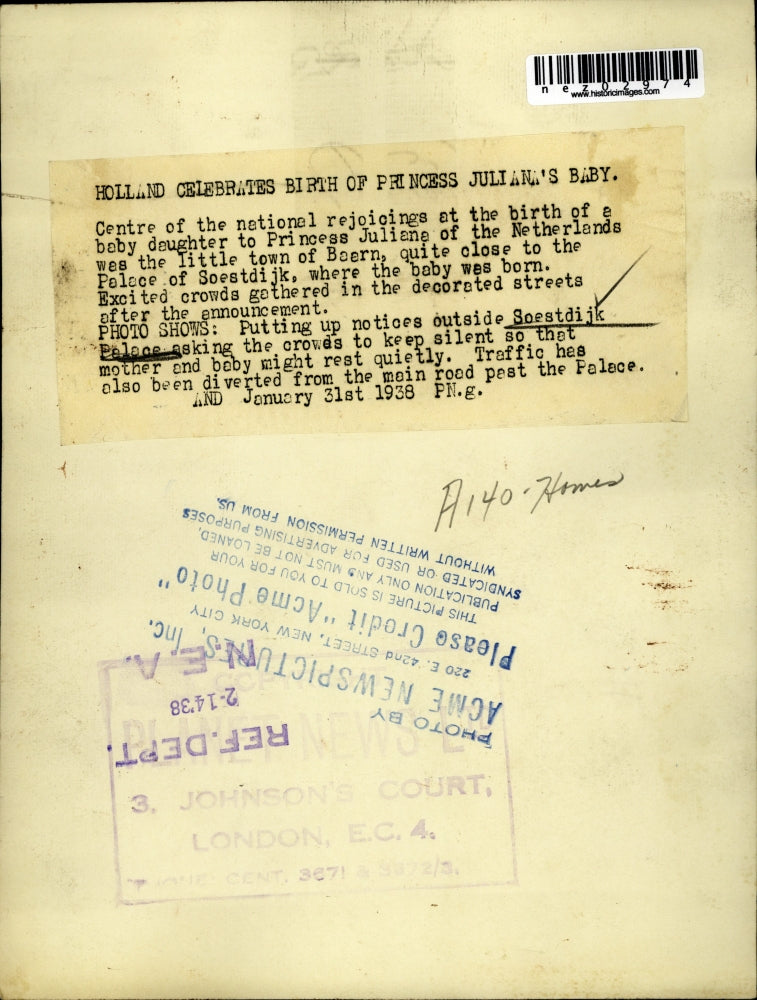 nez02974
www.historicimages.com
HOLLAND CELEBRATES BIRTH OF PRINCESS JULIANA'S BABY.
Centre of the national rejoicings at the birth of a
baby daughter to Princess Juliana of the Netherlands
was the little town of Baarn, quite close to the
Palace of Soestdijk, where the baby was born.
Excited crowds gathered in the decorated streets
after the announcement.
PHOTO SHOWS: Putting up notices outside Soestdijk
Palace asking the crowds to keep silent so that
mother and baby might rest quietly. Traffic has
also been diverted from the main road past the Palace.
AND January 31st 1938 PN.g.
A140-Homes
PHOTO BY
ACME NEWSPICTURES, Inc.
220 E. 42nd STREET, NEW YORK CITY
Please Credit "Acme Photo"
THIS PICTURE IS SOLD TO YOU FOR YOUR
PUBLICATION ONLY AND MUST NOT BE LOANED,
SYNDICATED OR USED FOR ADVERTISING PURPOSES
WITHOUT WRITTEN PERMISSION FROM US.
REF.DEPT.
2-14'38
N.E.A.
PLANET NEWS
3, JOHNSON'S COURT,
LONDON, E.C. 4.
CENT. 3671 &